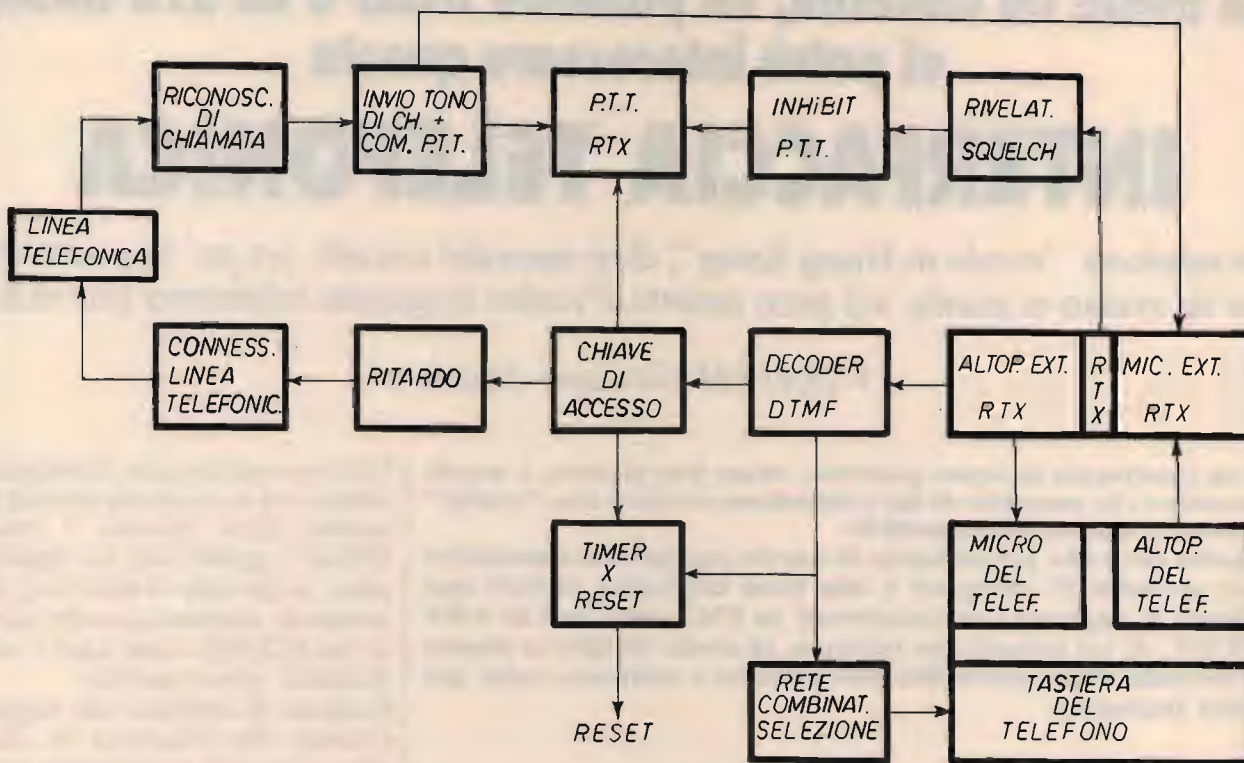 RICONOSC.
DI
CHIAMATA
INVIO TONO
DI CH. +
COM. P.T.T.
P.T.T.
RTX
INHIBIT
P.T.T.
RIVELAT.
SQUELCH
LINEA
TELEFONICA
CONNESS.
LINEA
TELEFONIC.
RITARDO
CHIAVE
DI
ACCESSO
DECODER
DTMF
ALTOP. EXT.
RTX
R
T
X
MIC. EXT.
RTX
TIMER
X
RESET
MICRO
DEL
TELEF.
ALTOP.
DEL
TELEF.
RESET
RETE
COMBINAT.
SELEZIONE
TASTIERA
DEL
TELEFONO